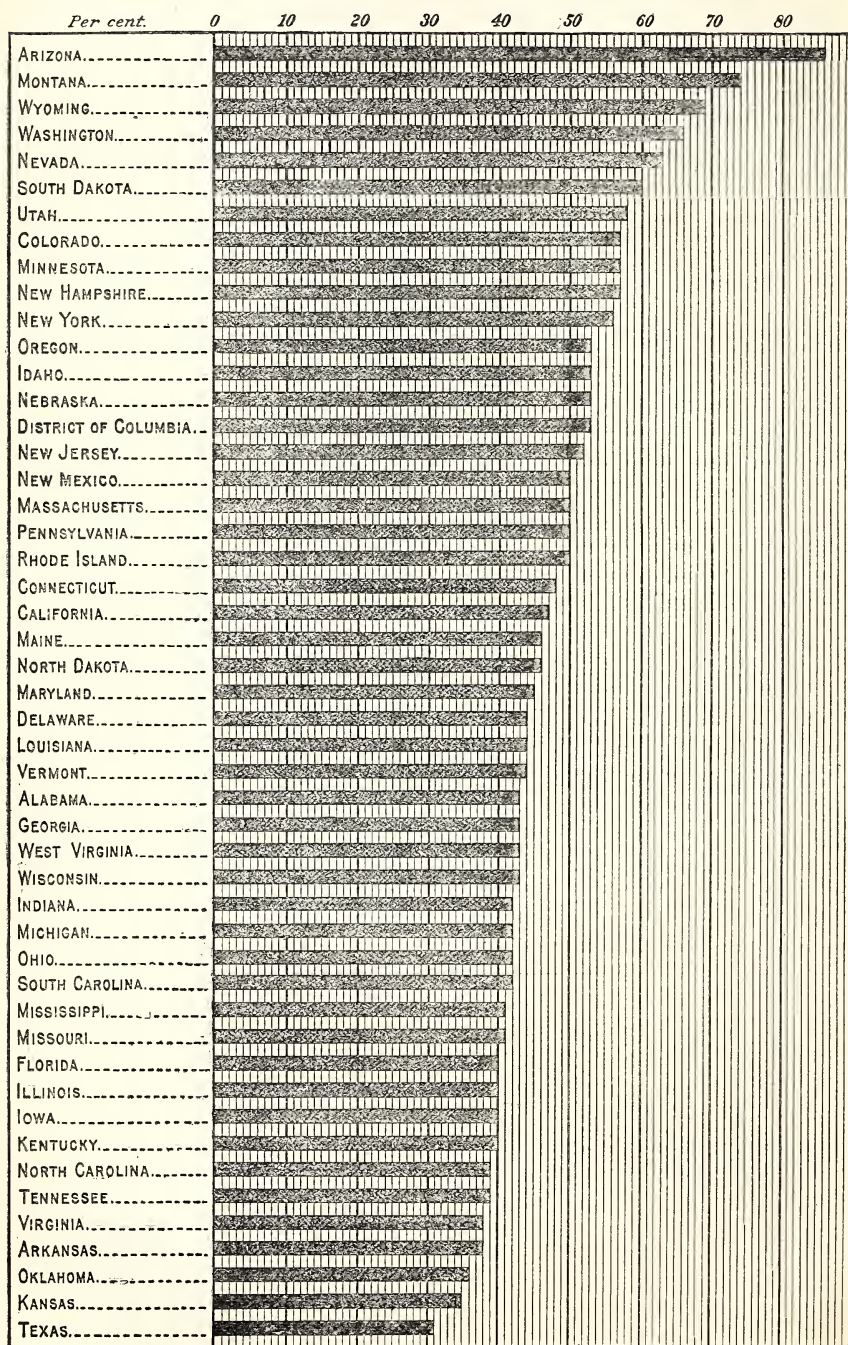 Per cent. 0 10 20 30 40 50 60 70 80
ARIZONA
MONTANA
WYOMING
WASHINGTON
NEVADA
SOUTH DAKOTA
UTAH
COLORADO
MINNESOTA
NEW HAMPSHIRE
NEW YORK
OREGON
IDAHO
NEBRASKA
DISTRICT OF COLUMBIA
NEW JERSEY
NEW MEXICO
MASSACHUSETTS
PENNSYLVANIA
RHODE ISLAND
CONNECTICUT
CALIFORNIA
MAINE
NORTH DAKOTA
MARYLAND
DELAWARE
LOUISIANA
VERMONT
ALABAMA
GEORGIA
WEST VIRGINIA
WISCONSIN
INDIANA
MICHIGAN
OHIO
SOUTH CAROLINA
MISSISSIPPI
MISSOURI
FLORIDA
ILLINOIS
IOWA
KENTUCKY
NORTH CAROLINA
TENNESSEE
VIRGINIA
ARKANSAS
OKLAHOMA
KANSAS
TEXAS